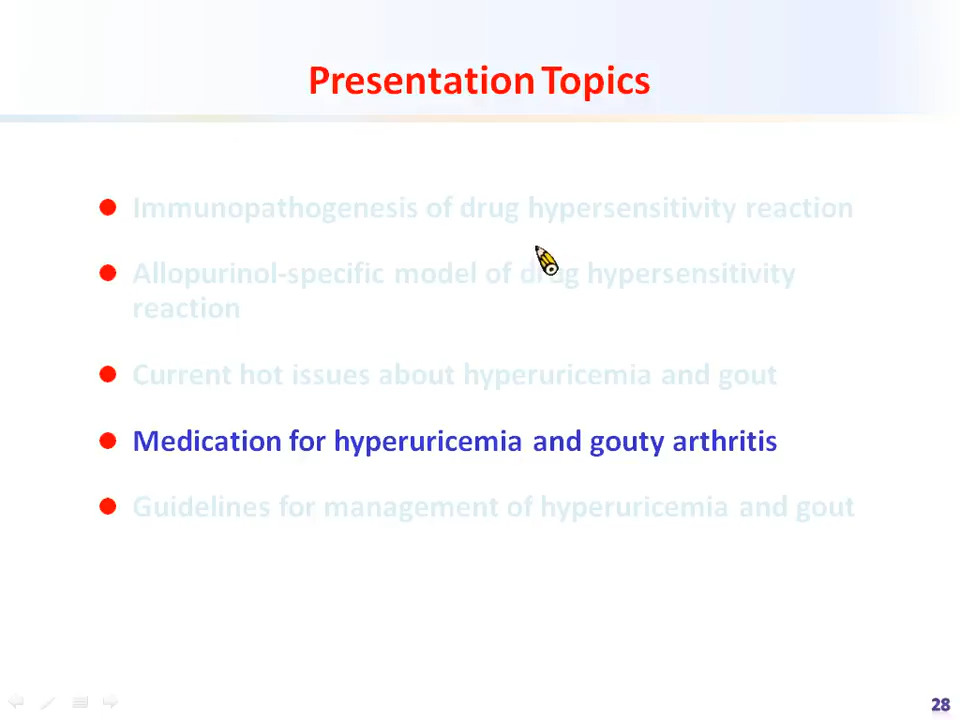 Presentation Topics
Immunopathogenesis of drug hypersensitivity reaction
Allopurinol-specific model of drug hypersensitivity
reaction
Current hot issues about hyperuricemia and gout
Medication for hyperuricemia and gouty arthritis
Guidelines for management of hyperuricemia and gout
28